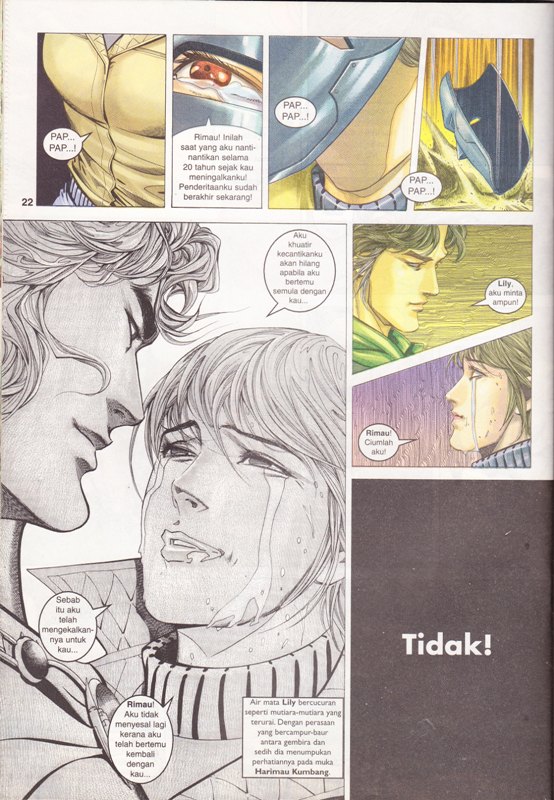 PAP...
PAP...!
Rimau! Inilah
saat yang aku nanti-
nantikan selama
20 tahun sejak kau
meningalkanku!
Penderitaanku sudah
berakhir sekarang!
PAP...
PAP...!
PAP...
PAP...!
22
Aku
khuatir
kecantikanku
akan hilang
apabila aku
bertemu
semula dengan
kau...
Lily,
aku minta
ampun!
Rimau!
Ciumlah
aku!
Sebab
itu aku
telah
mengekalkan-
nya untuk
kau...
Rimau!
Aku tidak
menyesal lagi
kerana aku
telah bertemu
kembali
dengan
kau...
Air mata Lily bercucuran
seperti mutiara-mutiara yang
terurai. Dengan perasaan
yang bercampur-baur
antara gembira dan
sedih dia menumpukan
perhatiannya pada muka
Harimau Kumbang.
Tidak!